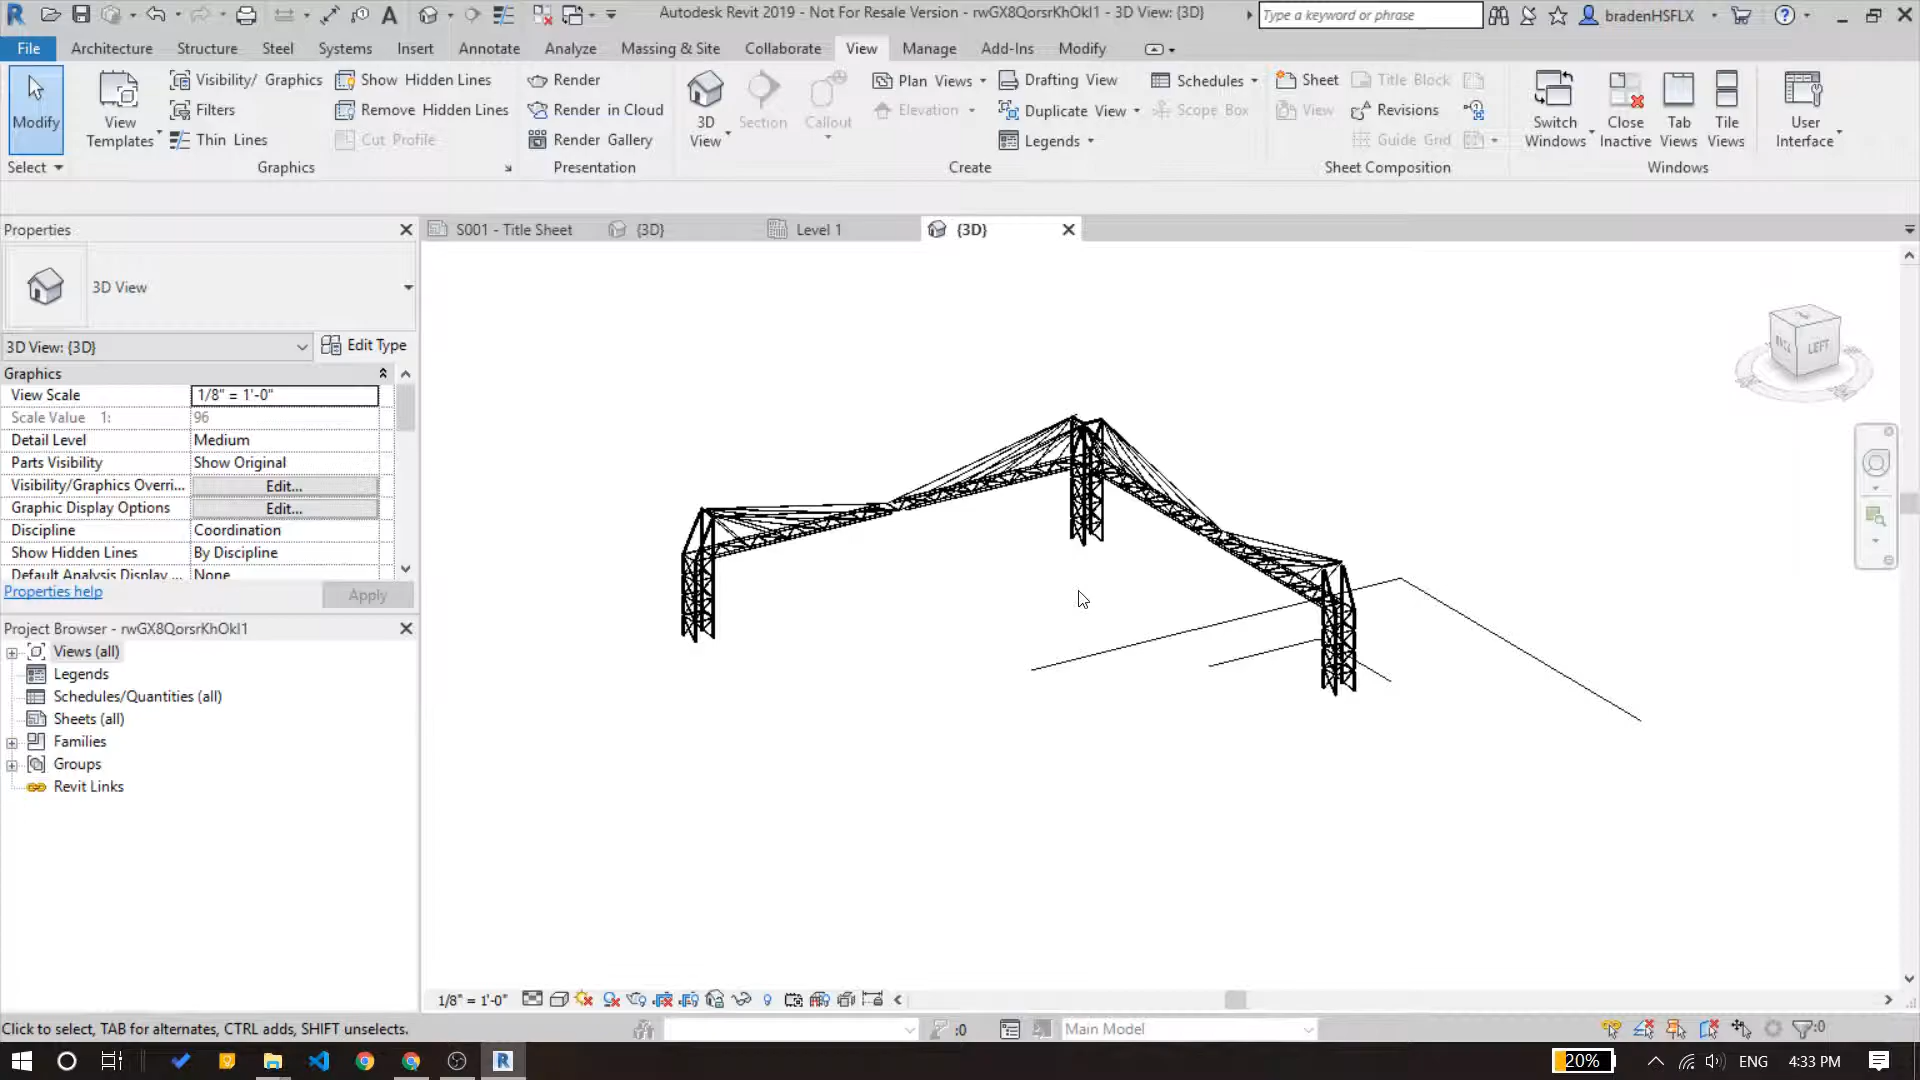 Autodesk Revit 2019 - Not For Resale Version - rwGX8QorsrKhOkI1 - 3D View: {3D}
Type a keyword or phrase
bradenHSFLX
File Architecture Structure Steel Systems Insert Annotate Analyze Massing & Site Collaborate View Manage Add-Ins Modify
Modify
View Templates
Visibility/ Graphics
Filters
Thin Lines
Show Hidden Lines
Remove Hidden Lines
Cut Profile
Render
Render in Cloud
Render Gallery
3D View
Section
Callout
Plan Views
Elevation
Drafting View
Duplicate View
Legends
Schedules
Scope Box
Sheet
View
Title Block
Revisions
Guide Grid
Switch Windows
Close Inactive
Tab Views
Tile Views
User Interface
Select
Graphics
Presentation
Create
Sheet Composition
Windows
Properties
S001 - Title Sheet
{3D}
Level 1
{3D}
3D View
3D View: {3D}
Edit Type
Graphics
View Scale 1/8" = 1'-0"
Scale Value 1: 96
Detail Level Medium
Parts Visibility Show Original
Visibility/Graphics Overri... Edit...
Graphic Display Options Edit...
Discipline Coordination
Show Hidden Lines By Discipline
Default Analysis Display ... None
Properties help
Apply
Project Browser - rwGX8QorsrKhOkI1
Views (all)
Legends
Schedules/Quantities (all)
Sheets (all)
Families
Groups
Revit Links
LEFT
1/8" = 1'-0"
Click to select, TAB for alternates, CTRL adds, SHIFT unselects.
:0
Main Model
:0
20%
ENG
4:33 PM